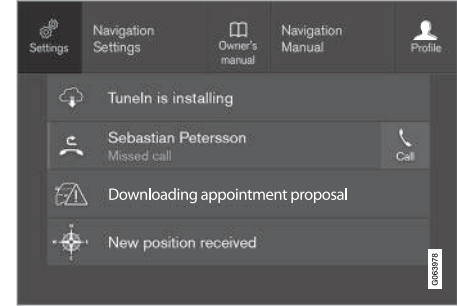 Settings
Navigation
Settings
Owner's
manual
Navigation
Manual
Profile
TuneIn is installing
Sebastian Petersson
Missed call
Call
Downloading appointment proposal
New position received
G063978